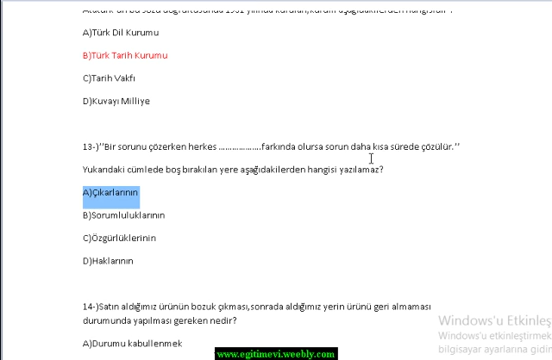 A)Türk Dil Kurumu
B)Türk Tarih Kurumu
C)Tarih Vakfı
D)Kuvayı Milliye
13-)''Bir sorunu çözerken herkes ...................farkında olursa sorun daha kısa sürede çözülür.''
Yukarıdaki cümlede boş bırakılan yere aşağıdakilerden hangisi yazılamaz?
A)Çıkarlarının
B)Sorumluluklarının
C)Özgürlüklerinin
D)Haklarının
14-)Satın aldığımız ürünün bozuk çıkması,sonrada aldığımız yerin ürünü geri almaması
durumunda yapılması gereken nedir?
A)Durumu kabullenmek
Windows'u Etkinleş
Windows'u etkinleştirmek
bilgisayar ayarlarına gidin
www.egitimevi.weebly.com